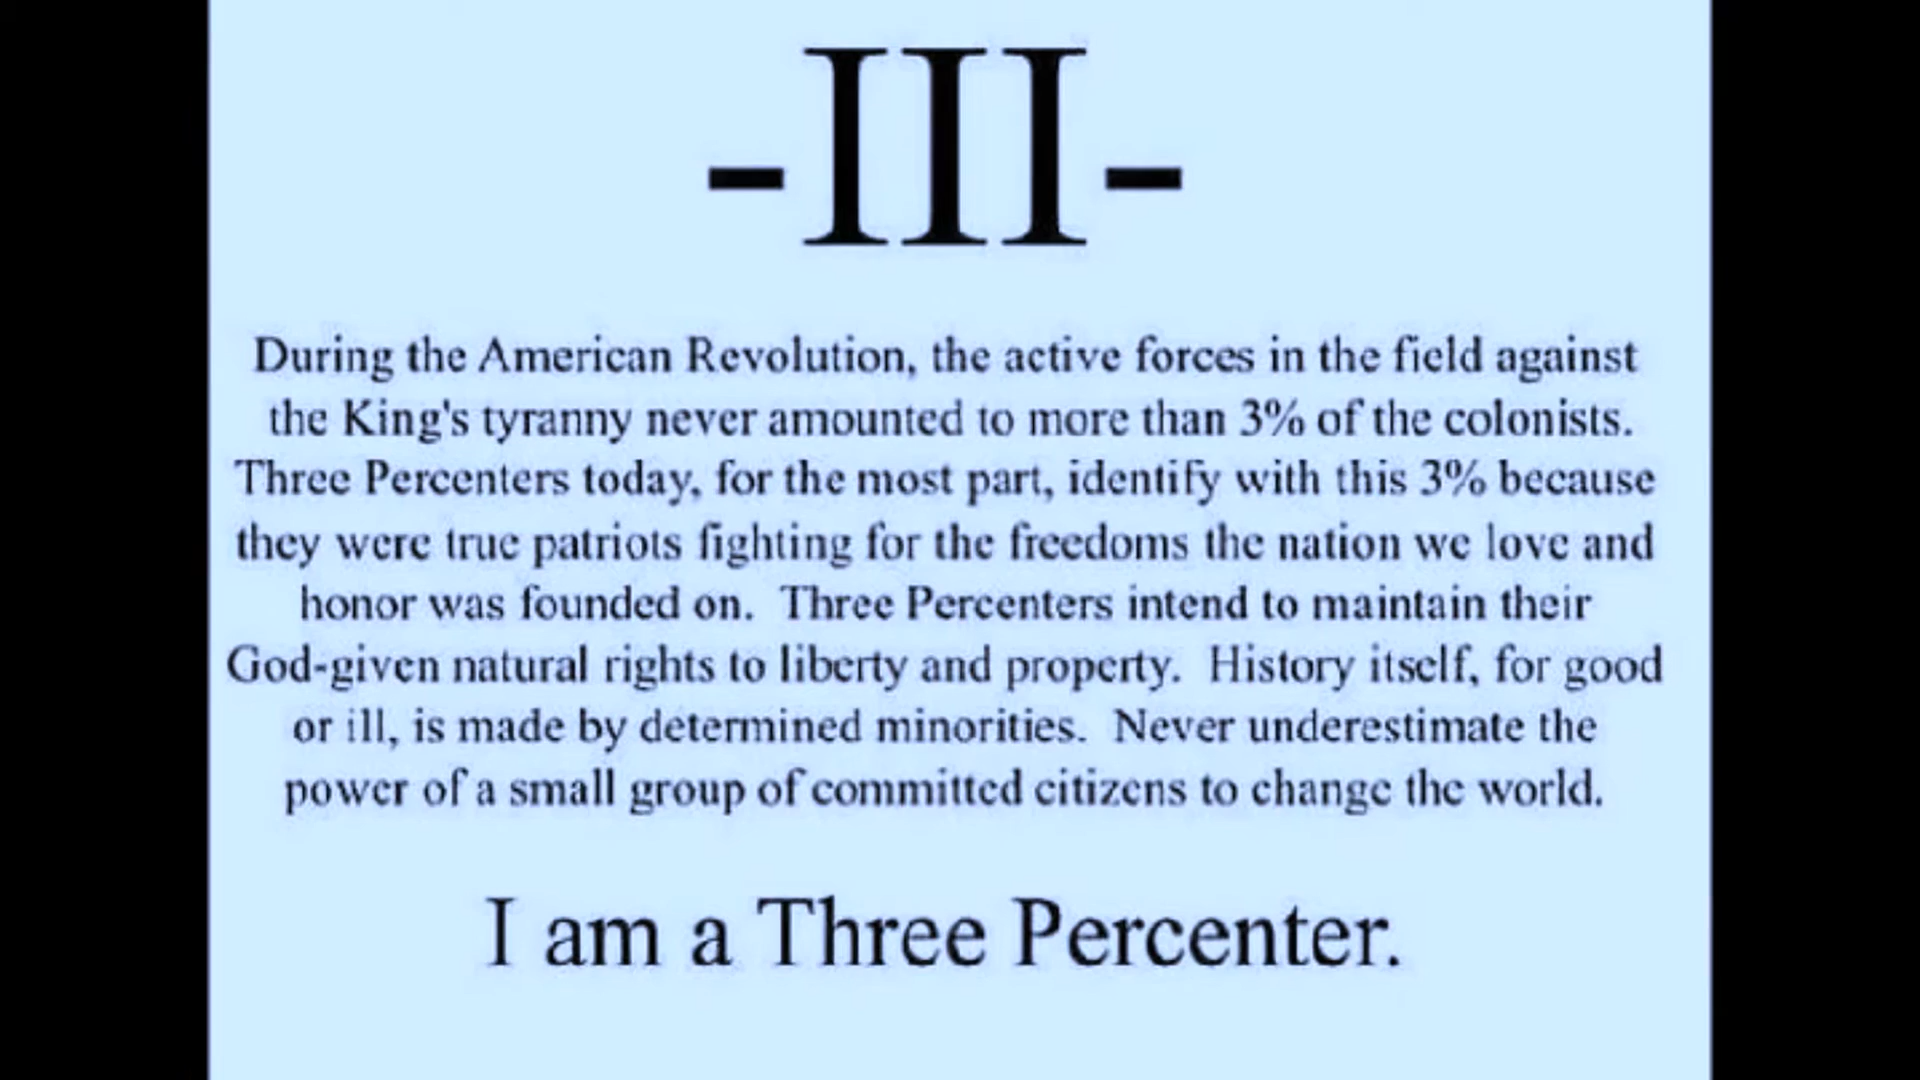 -III-
During the American Revolution, the active forces in the field against
the King's tyranny never amounted to more than 3% of the colonists.
Three Percenters today, for the most part, identify with this 3% because
they were true patriots fighting for the freedoms the nation we love and
honor was founded on.  Three Percenters intend to maintain their
God-given natural rights to liberty and property.  History itself, for good
or ill, is made by determined minorities.  Never underestimate the
power of a small group of committed citizens to change the world.
I am a Three Percenter.